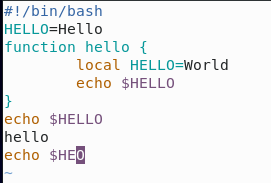 #!/bin/bash
HELLO=Hello
function hello {
        local HELLO=World
        echo $HELLO
}
echo $HELLO
hello
echo $HEO
~